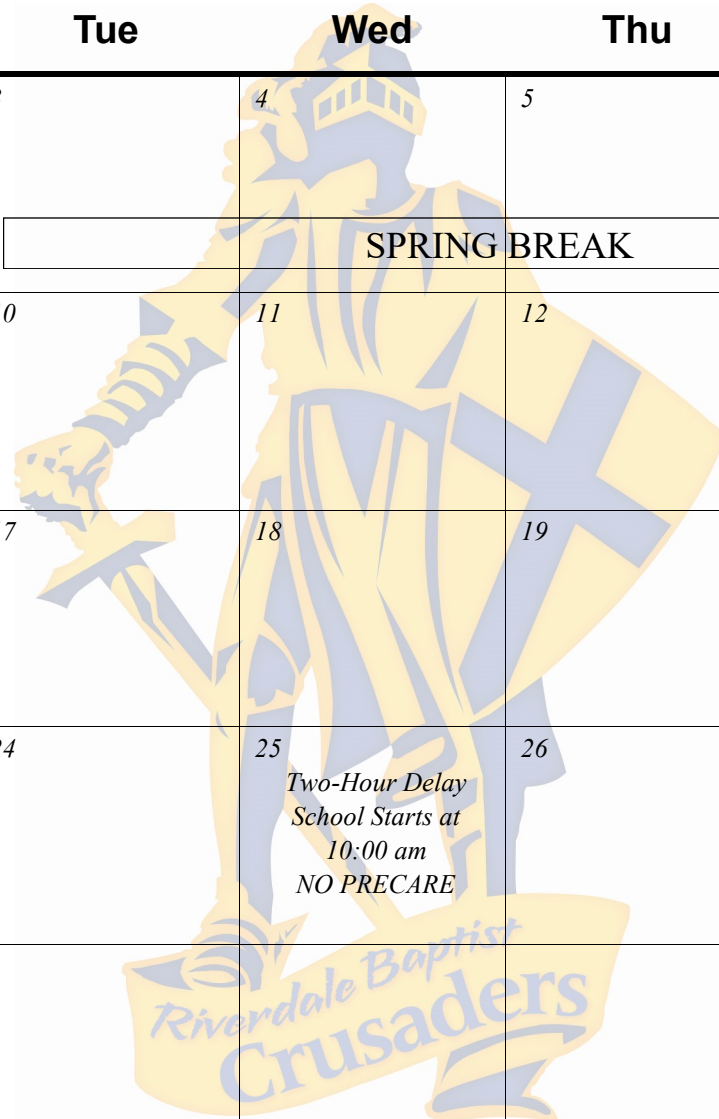 Tue Wed Thu
4 5
SPRING BREAK
11 12
18 19
25 26
Two-Hour Delay
School Starts at
10:00 am
NO PRECARE
Riverdale Baptist
Crusaders